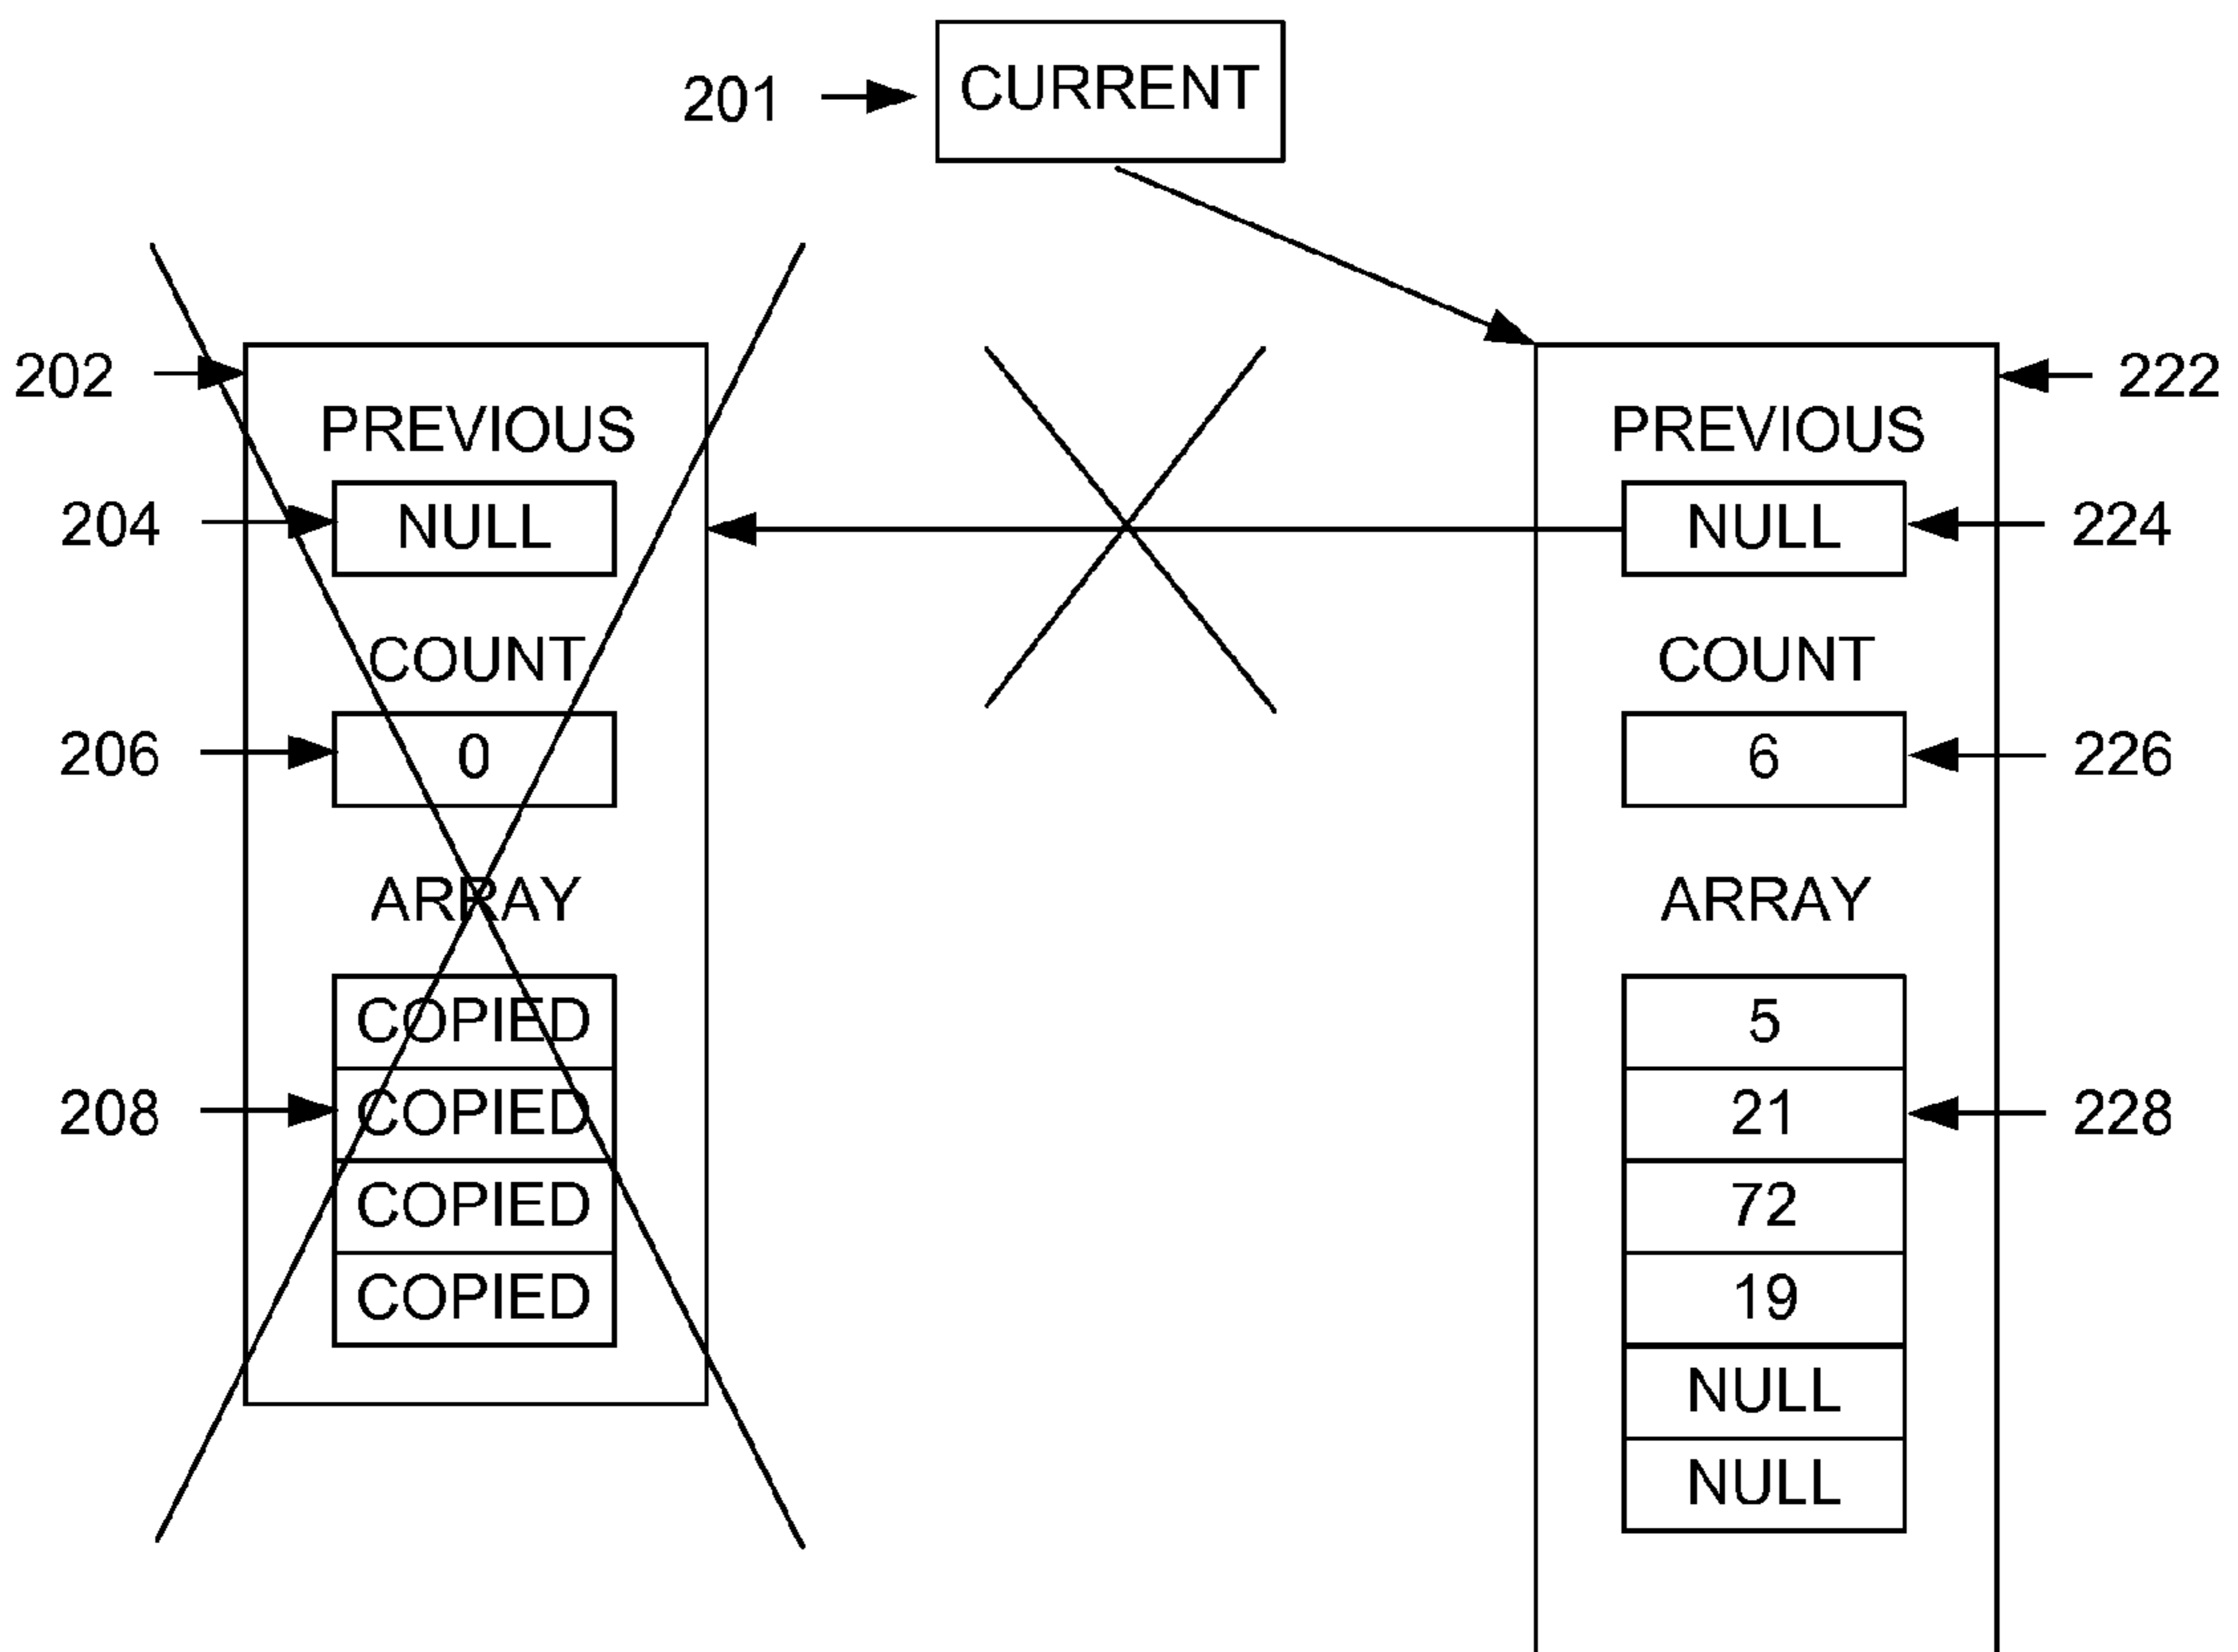 201
CURRENT
202
PREVIOUS
204
NULL
COUNT
206
0
ARRAY
COPIED
208
COPIED
COPIED
COPIED
222
PREVIOUS
NULL
224
COUNT
6
226
ARRAY
5
21
228
72
19
NULL
NULL